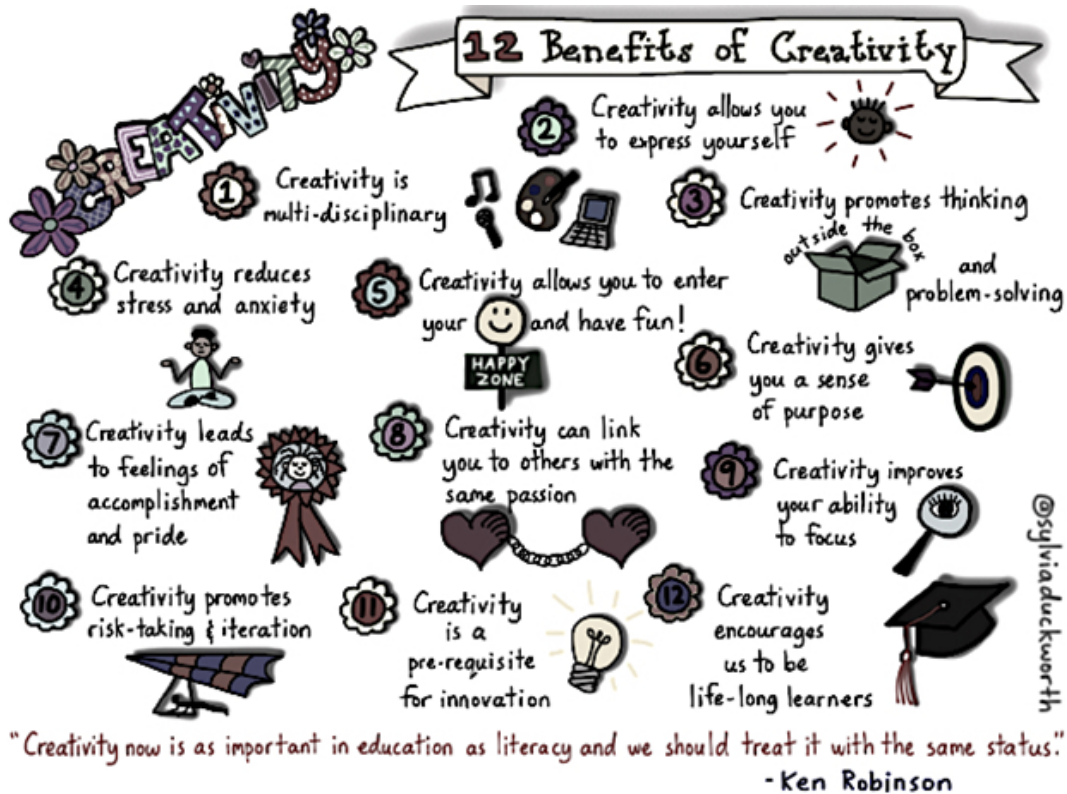 CREATIVITY
12 Benefits of Creativity
1
Creativity is
multi-disciplinary
2
Creativity allows you
to express yourself
3
Creativity promotes thinking
outside the box
and
problem-solving
4
Creativity reduces
stress and anxiety
5
Creativity allows you to enter
your
HAPPY
ZONE
and have fun!
6
Creativity gives
you a sense
of purpose
7
Creativity leads
to feelings of
accomplishment
and pride
8
Creativity can link
you to others with the
same passion
9
Creativity improves
your ability
to focus
10
Creativity promotes
risk-taking & iteration
11
Creativity
is a
pre-requisite
for innovation
12
Creativity
encourages
us to be
life-long learners
@sylviaduckworth
"Creativity now is as important in education as literacy and we should treat it with the same status."
-Ken Robinson